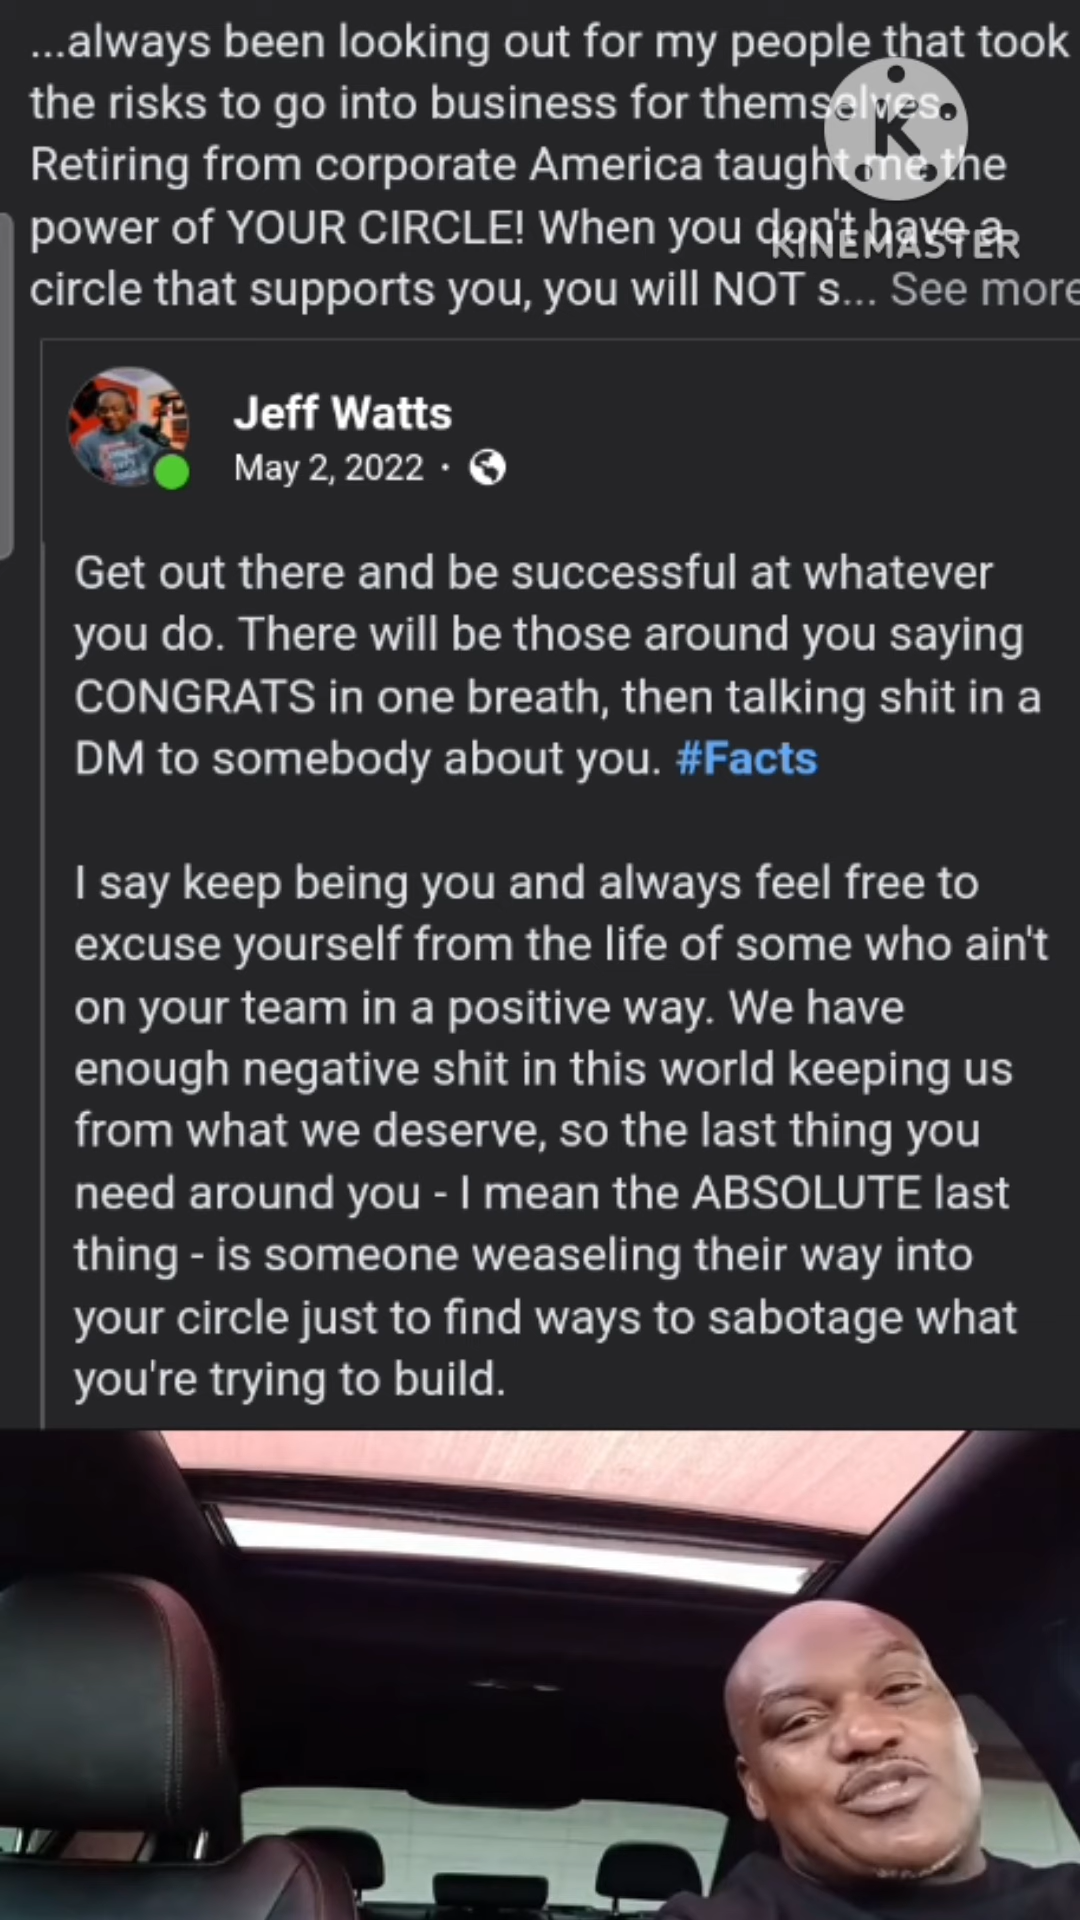 ...always been looking out for my people that took
the risks to go into business for themselves.
Retiring from corporate America taught me the
power of YOUR CIRCLE! When you don't have a
circle that supports you, you will NOT s... See more
K
KINEMASTER
Jeff Watts
May 2, 2022 ·
Get out there and be successful at whatever
you do. There will be those around you saying
CONGRATS in one breath, then talking shit in a
DM to somebody about you. #Facts
I say keep being you and always feel free to
excuse yourself from the life of some who ain't
on your team in a positive way. We have
enough negative shit in this world keeping us
from what we deserve, so the last thing you
need around you - I mean the ABSOLUTE last
thing - is someone weaseling their way into
your circle just to find ways to sabotage what
you're trying to build.